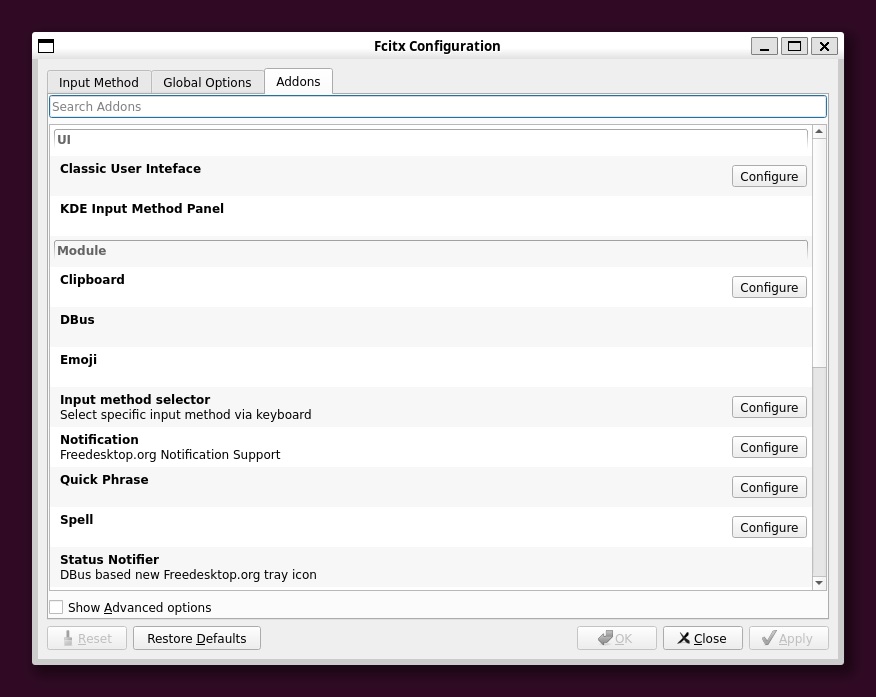 Fcitx Configuration
Input Method Global Options Addons
Search Addons
UI
Classic User Inteface Configure
KDE Input Method Panel
Module
Clipboard Configure
DBus
Emoji
Input method selector
Select specific input method via keyboard Configure
Notification
Freedesktop.org Notification Support Configure
Quick Phrase Configure
Spell Configure
Status Notifier
DBus based new Freedesktop.org tray icon
Show Advanced options
Reset Restore Defaults OK Close Apply